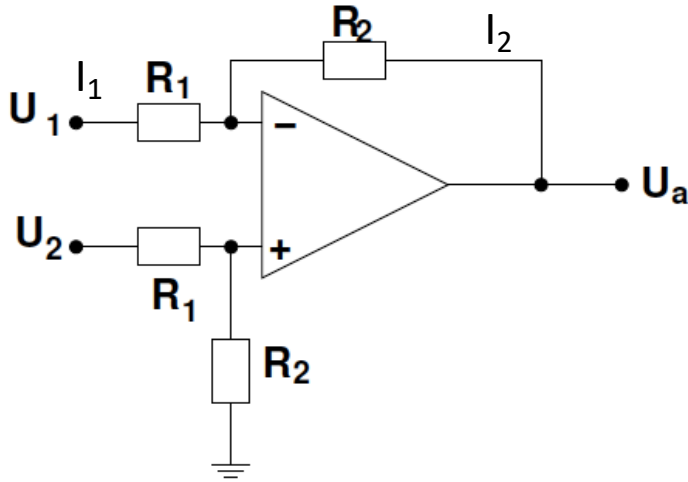 R₂
I₂
I₁
R₁
U₁
−
U₂
+
R₁
R₂
Uₐ